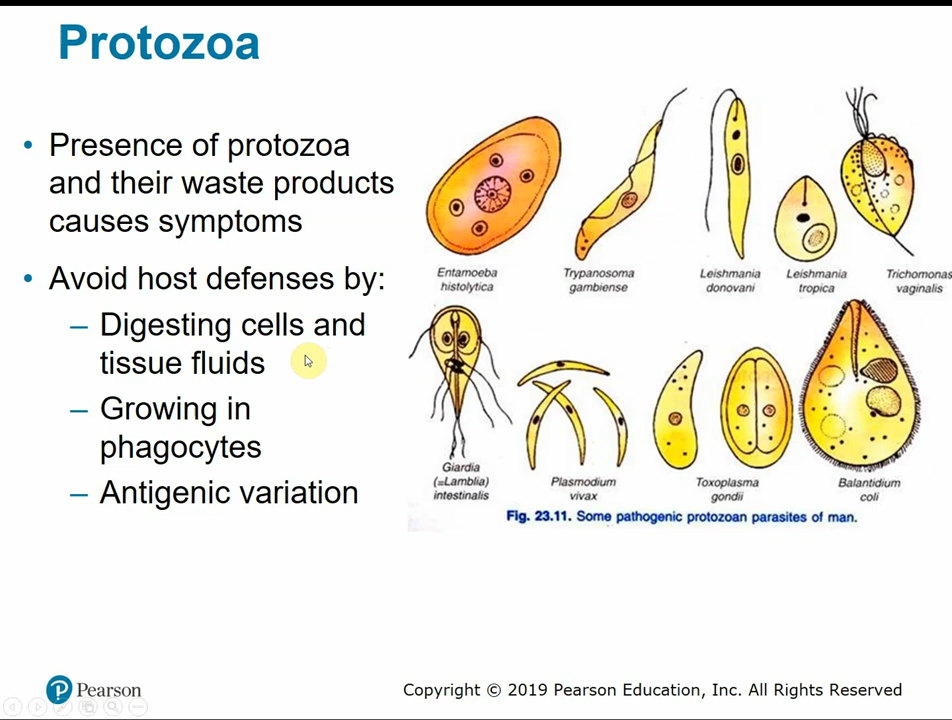 Protozoa
• Presence of protozoa
and their waste products
causes symptoms
• Avoid host defenses by:
– Digesting cells and
tissue fluids
– Growing in
phagocytes
– Antigenic variation
Entamoeba
histolytica
Trypanosoma
gambiense
Leishmania
donovani
Leishmania
tropica
Trichomonas
vaginalis
Giardia
(=Lamblia)
intestinalis
Plasmodium
vivax
Toxoplasma
gondii
Balantidium
coli
Fig. 23.11. Some pathogenic protozoan parasites of man.
P Pearson
Copyright © 2019 Pearson Education, Inc. All Rights Reserved